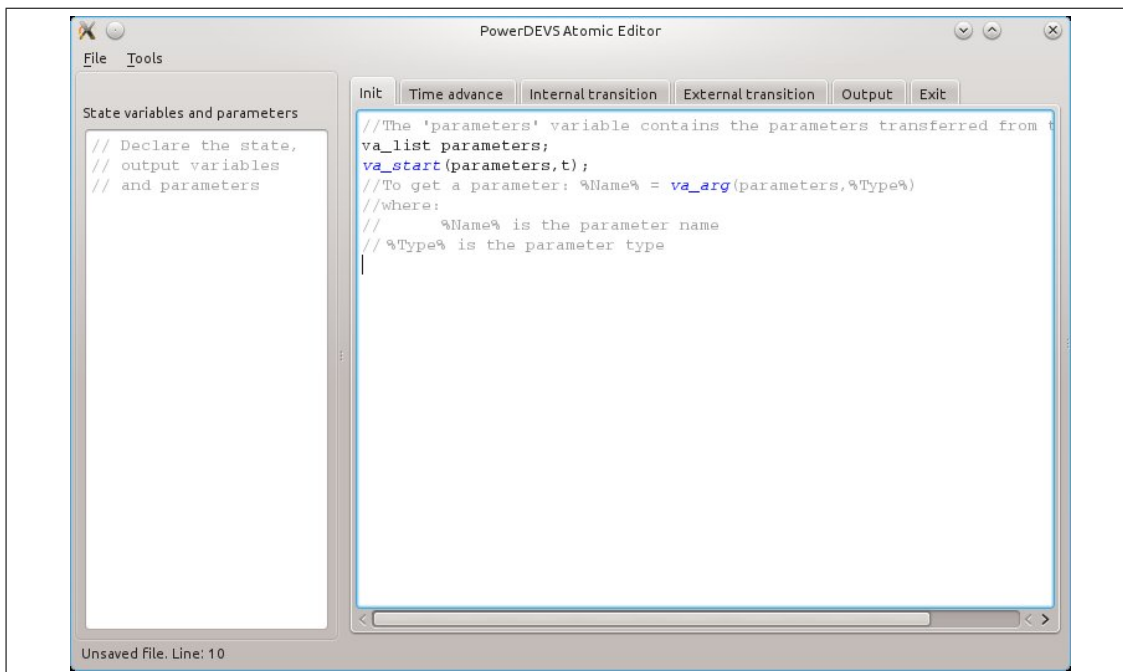 PowerDEVS Atomic Editor
File Tools
State variables and parameters
// Declare the state,
// output variables
// and parameters
Init Time advance Internal transition External transition Output Exit
//The 'parameters' variable contains the parameters transferred from t
va_list parameters;
va_start(parameters,t);
//To get a parameter: %Name% = va_arg(parameters,%Type%)
//where:
//      %Name% is the parameter name
// %Type% is the parameter type
Unsaved file. Line: 10